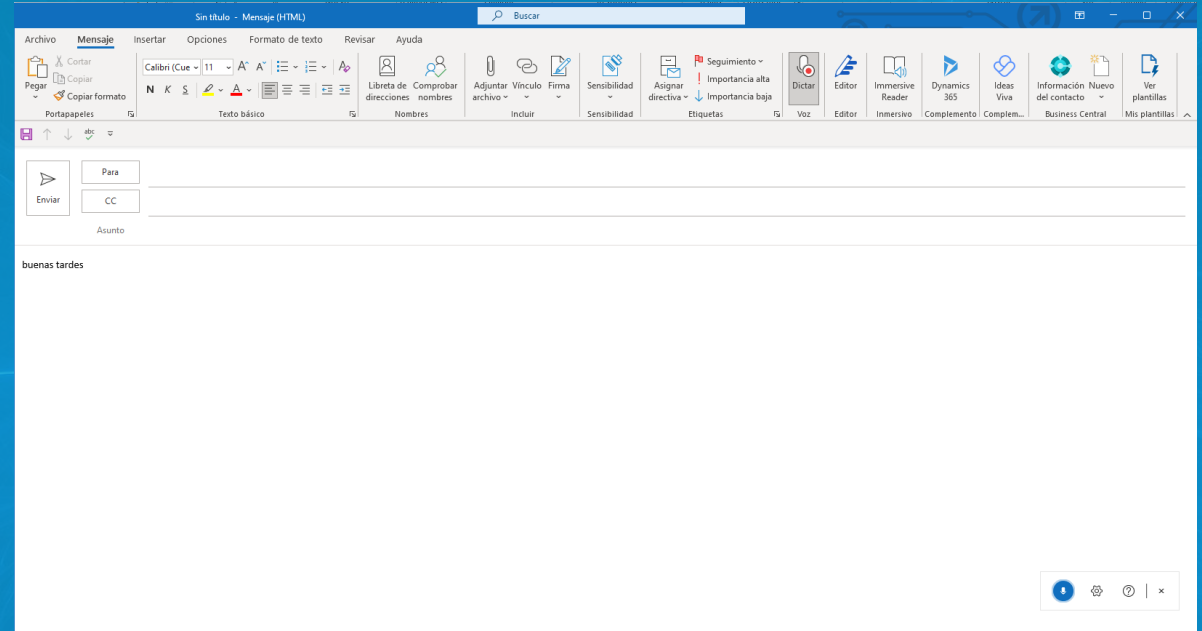 Sin título - Mensaje (HTML)
Buscar
Archivo Mensaje Insertar Opciones Formato de texto Revisar Ayuda
Pegar
Cortar
Copiar
Copiar formato
Portapapeles
Calibri (Cue 11 A A A
N K S A
Texto básico
Libreta de direcciones
Comprobar nombres
Nombres
Adjuntar archivo
Vínculo
Firma
Incluir
Sensibilidad
Sensibilidad
Asignar directiva
Seguimiento
Importancia alta
Importancia baja
Etiquetas
Dictar
Voz
Editor
Editor
Immersive Reader
Inmersivo
Dynamics 365
Complemento
Ideas Viva
Complem...
Información del contacto
Nuevo
Business Central
Ver plantillas
Mis plantillas
abc
Enviar
Para
CC
Asunto
buenas tardes